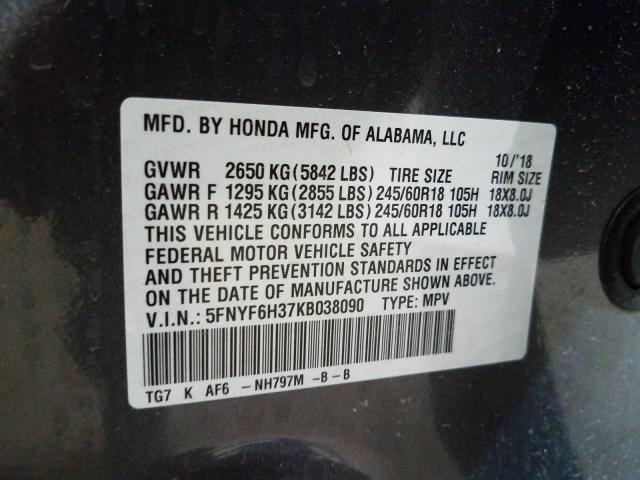 MFD. BY HONDA MFG. OF ALABAMA, LLC
10/'18
GVWR 2650 KG(5842 LBS) TIRE SIZE RIM SIZE
GAWR F 1295 KG(2855 LBS) 245/60R18 105H 18X8.0J
GAWR R 1425 KG(3142 LBS) 245/60R18 105H 18X8.0J
THIS VEHICLE CONFORMS TO ALL APPLICABLE
FEDERAL MOTOR VEHICLE SAFETY
AND THEFT PREVENTION STANDARDS IN EFFECT
ON THE DATE OF MANUFACTURE SHOWN ABOVE.
V.I.N.: 5FNYF6H37KB038090 TYPE: MPV
TG7 K AF6 -NH797M -B-B